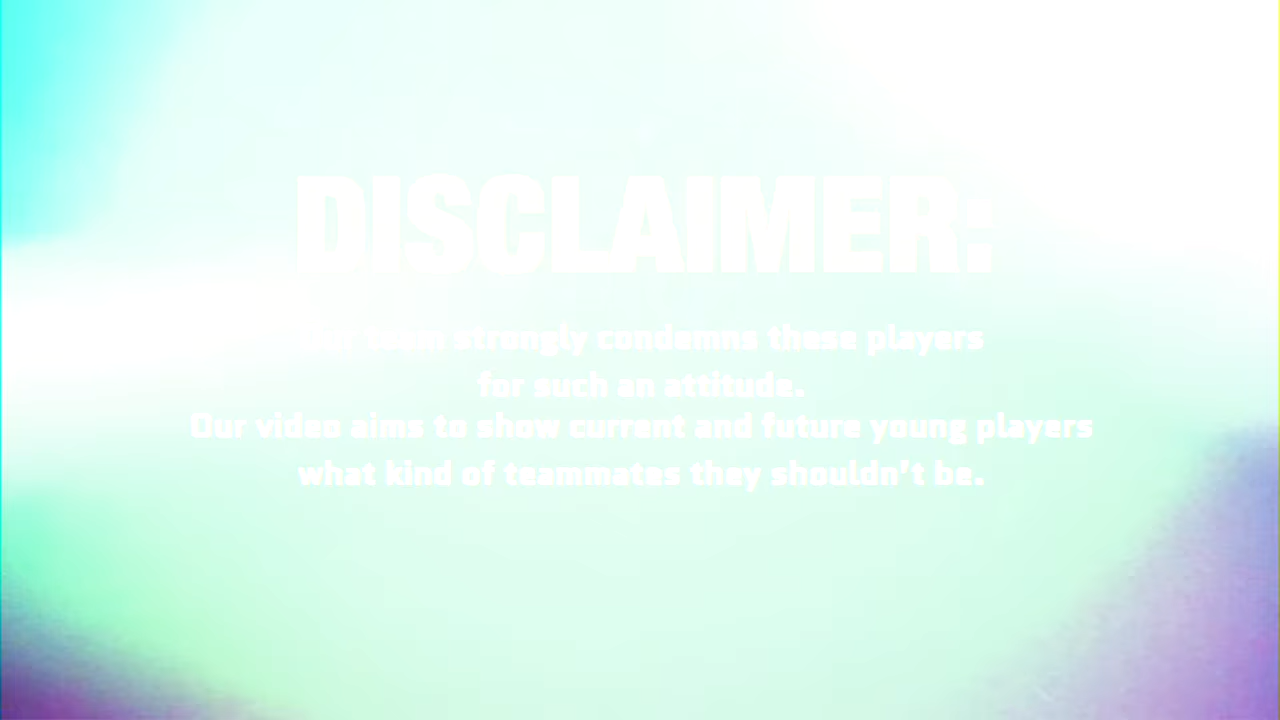 DISCLAIMER:
Our team strongly condemns these players
for such an attitude.
Our video aims to show current and future young players
what kind of teammates they shouldn't be.